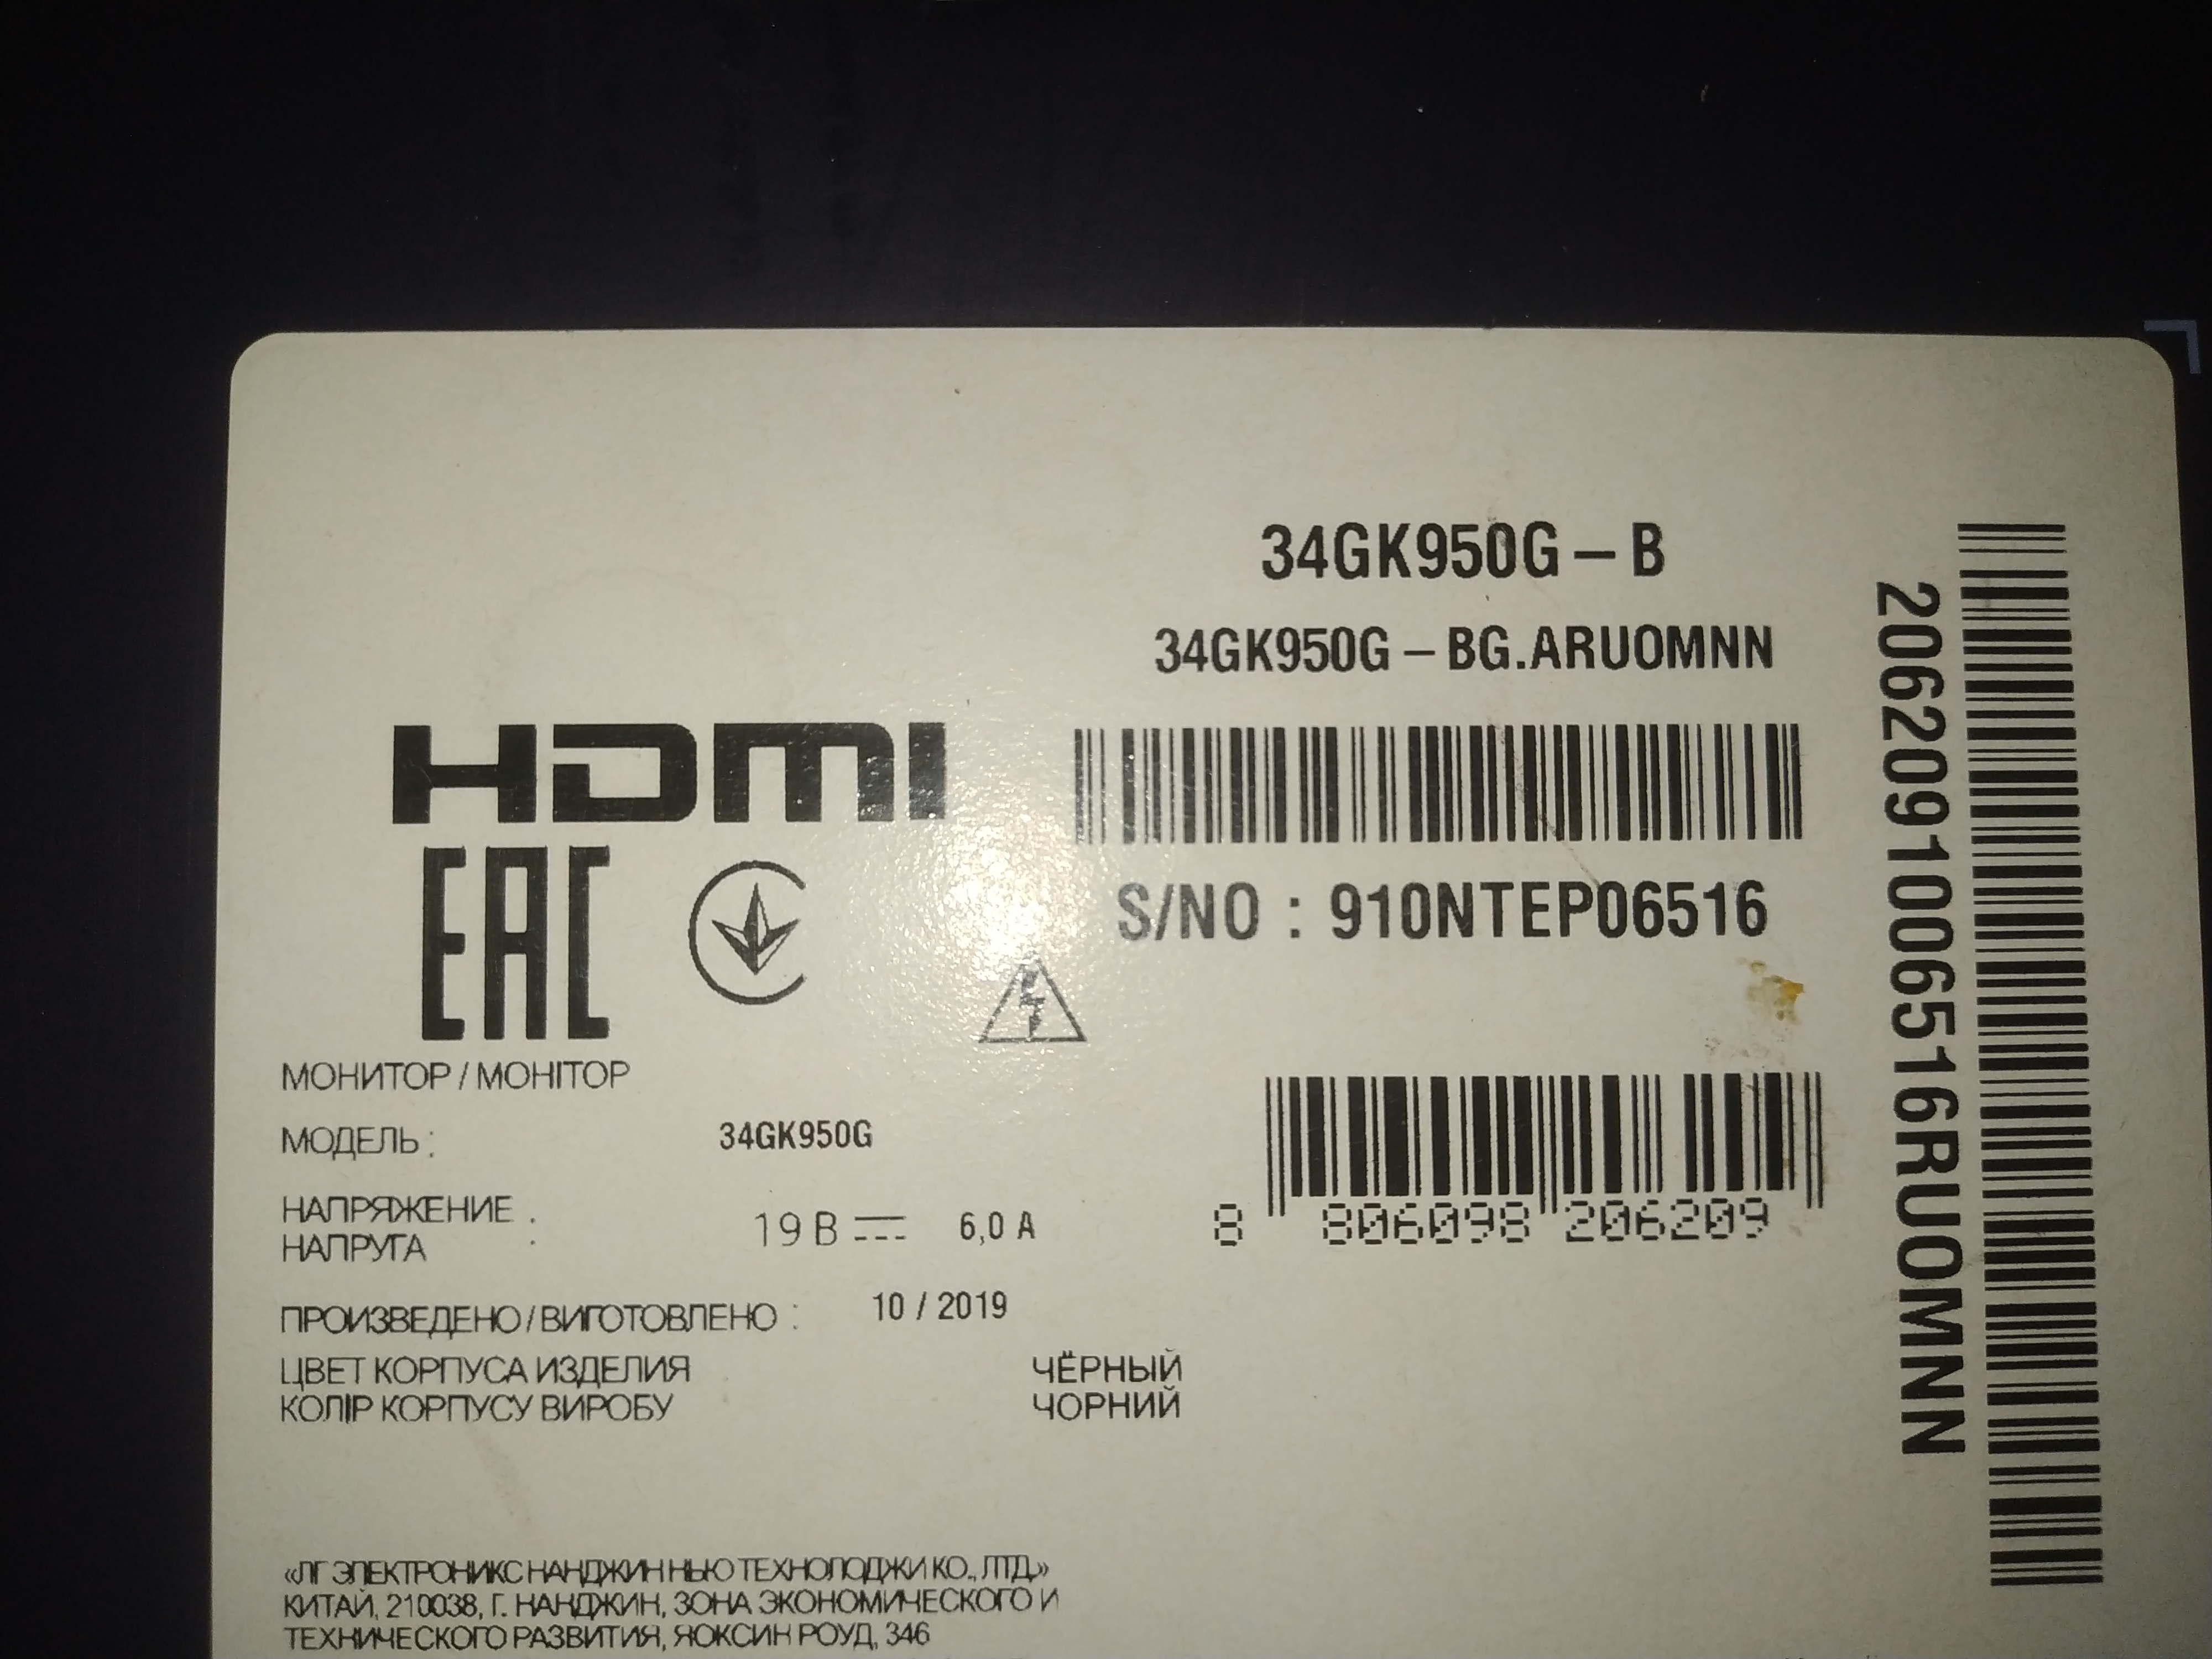 34GK950G – B
34GK950G – BG.ARUOMNN
HDMI
S/NO : 910NTEP06516
EAC
МОНИТОР / МОНІТОР
МОДЕЛЬ : 34GK950G
НАПРЯЖЕНИЕ :
НАПРУГА : 19 В 6,0 А
8 806098 206209
ПРОИЗВЕДЕНО / ВИГОТОВЛЕНО : 10 / 2019
ЦВЕТ КОРПУСА ИЗДЕЛИЯ ЧЁРНЫЙ
КОЛІР КОРПУСУ ВИРОБУ ЧОРНИЙ
«ЛГ ЭЛЕКТРОНИКС НАНДЖИН НЬЮ ТЕХНОЛОДЖИ КО., ЛТД.»
КИТАЙ, 210038, Г. НАНДЖИН, ЗОНА ЭКОНОМИЧЕСКОГО И
ТЕХНИЧЕСКОГО РАЗВИТИЯ, ЯОКСИН РОУД, 346
2062091006516RUOMNN